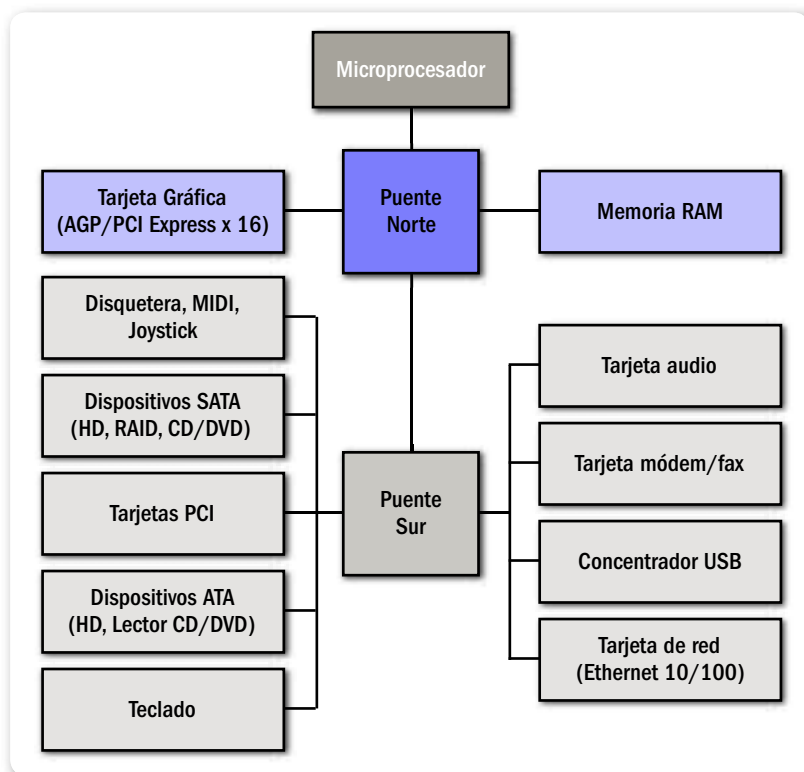 Microprocesador
Tarjeta Gráfica
(AGP/PCI Express x 16)
Puente
Norte
Memoria RAM
Disquetera, MIDI,
Joystick
Dispositivos SATA
(HD, RAID, CD/DVD)
Tarjetas PCI
Dispositivos ATA
(HD, Lector CD/DVD)
Teclado
Puente
Sur
Tarjeta audio
Tarjeta módem/fax
Concentrador USB
Tarjeta de red
(Ethernet 10/100)